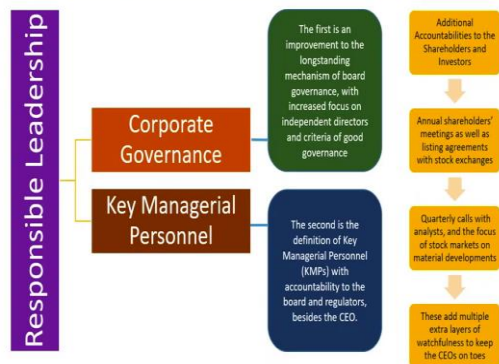 Responsible Leadership
Corporate
Governance
Key Managerial
Personnel
The first is an
improvement to the
longstanding
mechanism of board
governance, with
increased focus on
independent directors
and criteria of good
governance
The second is the
definition of Key
Managerial Personnel
(KMPs) with
accountability to the
board and regulators,
besides the CEO.
Additional
Accountabilities to the
Shareholders and
Investors
Annual shareholders'
meetings as well as
listing agreements
with stock exchanges
Quarterly calls with
analysts, and the focus
of stock markets on
material developments
These add multiple
extra layers of
watchfulness to keep
the CEOs on toes